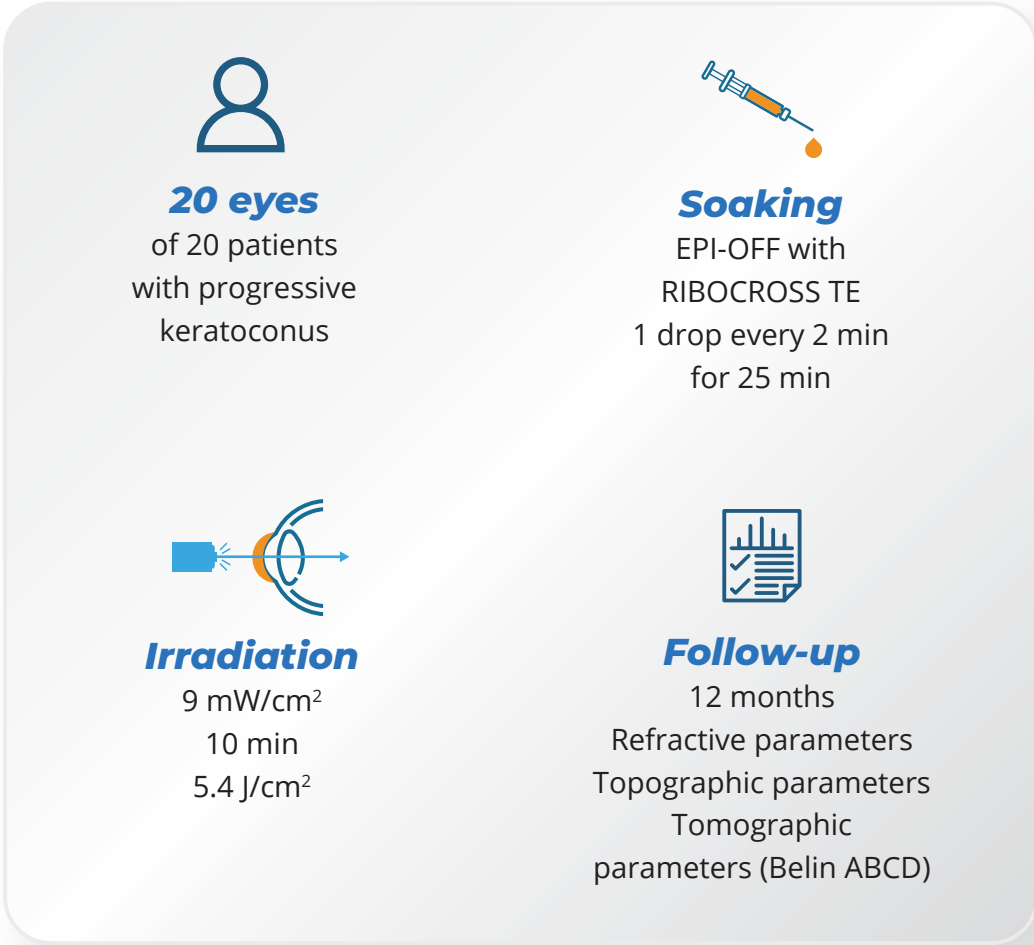 20 eyes
of 20 patients
with progressive
keratoconus
Soaking
EPI-OFF with
RIBOCROSS TE
1 drop every 2 min
for 25 min
Irradiation
9 mW/cm²
10 min
5.4 J/cm²
Follow-up
12 months
Refractive parameters
Topographic parameters
Tomographic
parameters (Belin ABCD)